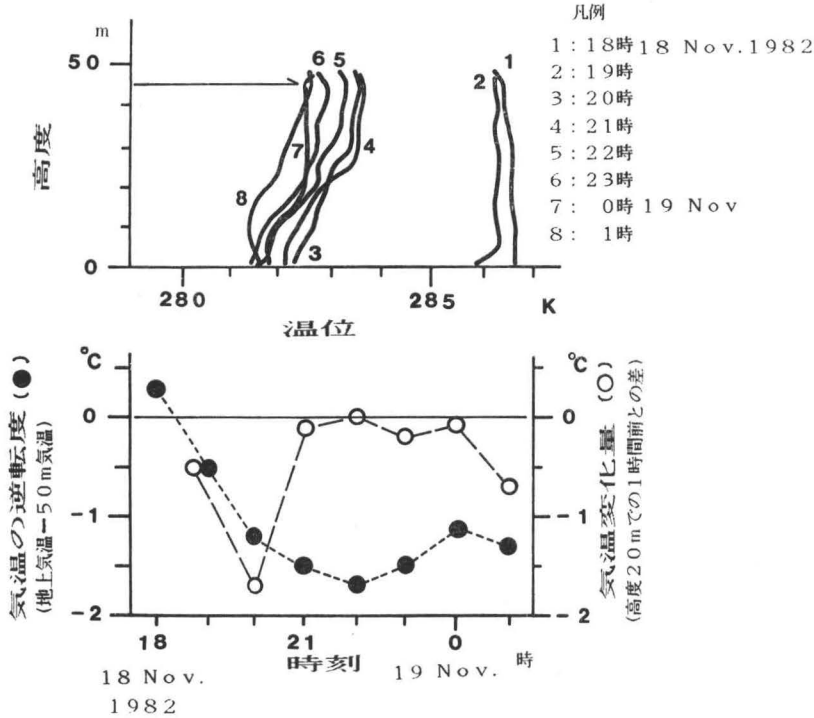 凡例
m
50
0
高度
280
285
K
温位
6
5
7
4
8
3
1
2
1：18時 18 Nov.1982
2：19時
3：20時
4：21時
5：22時
6：23時
7： 0時 19 Nov
8： 1時
℃
0
-1
-2
気温の逆転度(●)
(地上気温ー50m気温)
℃
0
-1
-2
気温変化量(○)
(高度20mでの1時間前との差)
18
21
0
時刻
時
18 Nov.
1982
19 Nov.